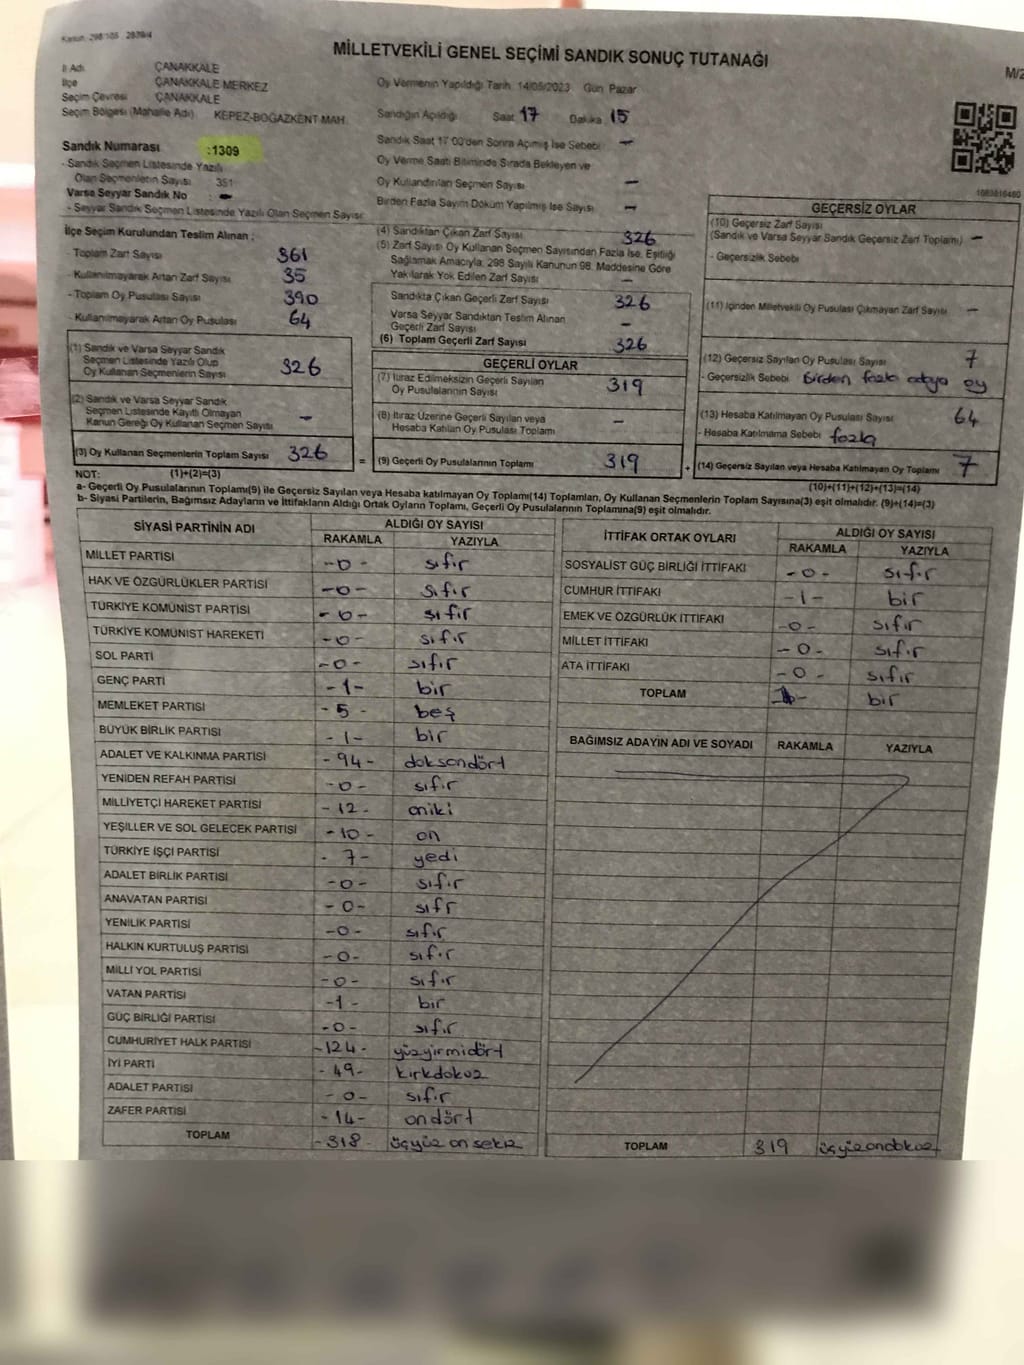 Kanun: 298/105 2839/4
MİLLETVEKİLİ GENEL SEÇİMİ SANDIK SONUÇ TUTANAĞI
M/2
İl Adı ÇANAKKALE
İlçe ÇANAKKALE MERKEZ
Seçim Çevresi ÇANAKKALE
Seçim Bölgesi (Mahalle Adı) KEPEZ-BOĞAZKENT MAH.
Oy Vermenin Yapıldığı Tarih: 14/05/2023 Gün Pazar
Sandığın Açıldığı Saat 17 Dakika 15
Sandık Saat 17:00'den Sonra Açılmış İse Sebebi -
Oy Verme Saati Bitiminde Sırada Bekleyen ve
Oy Kullandırılan Seçmen Sayısı -
Birden Fazla Sayım Döküm Yapılmış İse Sayısı -
Sandık Numarası :1309
- Sandık Seçmen Listesinde Yazılı
Olan Seçmenlerin Sayısı 351
Varsa Seyyar Sandık No : -
- Seyyar Sandık Seçmen Listesinde Yazılı Olan Seçmen Sayısı
İlçe Seçim Kurulundan Teslim Alınan :
- Toplam Zarf Sayısı 361
- Kullanılmayarak Artan Zarf Sayısı 35
- Toplam Oy Pusulası Sayısı 390
- Kullanılmayarak Artan Oy Pusulası 64
(1) Sandık ve Varsa Seyyar Sandık
Seçmen Listesinde Yazılı Olup
Oy Kullanan Seçmenlerin Sayısı 326
(2) Sandık ve Varsa Seyyar Sandık
Seçmen Listesinde Kayıtlı Olmayan
Kanun Gereği Oy Kullanan Seçmen Sayısı -
(3) Oy Kullanan Seçmenlerin Toplam Sayısı 326
(4) Sandıktan Çıkan Zarf Sayısı 326
(5) Zarf Sayısı Oy Kullanan Seçmen Sayısından Fazla İse, Eşitliği
Sağlamak Amacıyla, 298 Sayılı Kanunun 98. Maddesine Göre
Yakılarak Yok Edilen Zarf Sayısı -
Sandıkta Çıkan Geçerli Zarf Sayısı 326
Varsa Seyyar Sandıktan Teslim Alınan
Geçerli Zarf Sayısı -
(6) Toplam Geçerli Zarf Sayısı 326
GEÇERLİ OYLAR
(7) İtiraz Edilmeksizin Geçerli Sayılan
Oy Pusulalarının Sayısı 319
(8) İtiraz Üzerine Geçerli Sayılan veya
Hesaba Katılan Oy Pusulası Toplamı -
= (9) Geçerli Oy Pusulalarının Toplamı 319
1083816460
GEÇERSİZ OYLAR
(10) Geçersiz Zarf Sayısı
(Sandık ve Varsa Seyyar Sandık Geçersiz Zarf Toplamı) -
- Geçersizlik Sebebi
(11) İçinden Milletvekili Oy Pusulası Çıkmayan Zarf Sayısı -
(12) Geçersiz Sayılan Oy Pusulası Sayısı 7
- Geçersizlik Sebebi birden fazla adaya oy
(13) Hesaba Katılmayan Oy Pusulası Sayısı 64
- Hesaba Katılmama Sebebi fazla
+ (14) Geçersiz Sayılan veya Hesaba Katılmayan Oy Toplamı 7
NOT: (1)+(2)=(3) (10)+(11)+(12)+(13)=(14)
a- Geçerli Oy Pusulalarının Toplamı(9) ile Geçersiz Sayılan veya Hesaba katılmayan Oy Toplamı(14) Toplamları, Oy Kullanan Seçmenlerin Toplam Sayısına(3) eşit olmalıdır. (9)+(14)=(3)
b- Siyasi Partilerin, Bağımsız Adayların ve İttifakların Aldığı Ortak Oyların Toplamı, Geçerli Oy Pusulalarının Toplamına(9) eşit olmalıdır.
SİYASİ PARTİNİN ADI ALDIĞI OY SAYISI
RAKAMLA YAZIYLA
MİLLET PARTİSİ -0- sıfır
HAK VE ÖZGÜRLÜKLER PARTİSİ -0- sıfır
TÜRKİYE KOMÜNİST PARTİSİ -0- sıfır
TÜRKİYE KOMÜNİST HAREKETİ -0- sıfır
SOL PARTİ -0- sıfır
GENÇ PARTİ -1- bir
MEMLEKET PARTİSİ -5- beş
BÜYÜK BİRLİK PARTİSİ -1- bir
ADALET VE KALKINMA PARTİSİ -94- doksandört
YENİDEN REFAH PARTİSİ -0- sıfır
MİLLİYETÇİ HAREKET PARTİSİ -12- oniki
YEŞİLLER VE SOL GELECEK PARTİSİ -10- on
TÜRKİYE İŞÇİ PARTİSİ -7- yedi
ADALET BİRLİK PARTİSİ -0- sıfır
ANAVATAN PARTİSİ -0- sıfr
YENİLİK PARTİSİ -0- sıfır
HALKIN KURTULUŞ PARTİSİ -0- sıfır
MİLLİ YOL PARTİSİ -0- sıfır
VATAN PARTİSİ -1- bir
GÜÇ BİRLİĞİ PARTİSİ -0- sıfır
CUMHURİYET HALK PARTİSİ -124- yüzyirmidört
İYİ PARTİ -49- kırkdokuz
ADALET PARTİSİ -0- sıfır
ZAFER PARTİSİ -14- ondört
TOPLAM -318- üçyüz onsekiz
İTTİFAK ORTAK OYLARI ALDIĞI OY SAYISI
RAKAMLA YAZIYLA
SOSYALİST GÜÇ BİRLİĞİ İTTİFAKI -0- sıfır
CUMHUR İTTİFAKI -1- bir
EMEK VE ÖZGÜRLÜK İTTİFAKI -0- sıfır
MİLLET İTTİFAKI -0- sıfır
ATA İTTİFAKI -0- sıfır
TOPLAM -1- bir
BAĞIMSIZ ADAYIN ADI VE SOYADI RAKAMLA YAZIYLA
TOPLAM 319 üçyüzondokuz